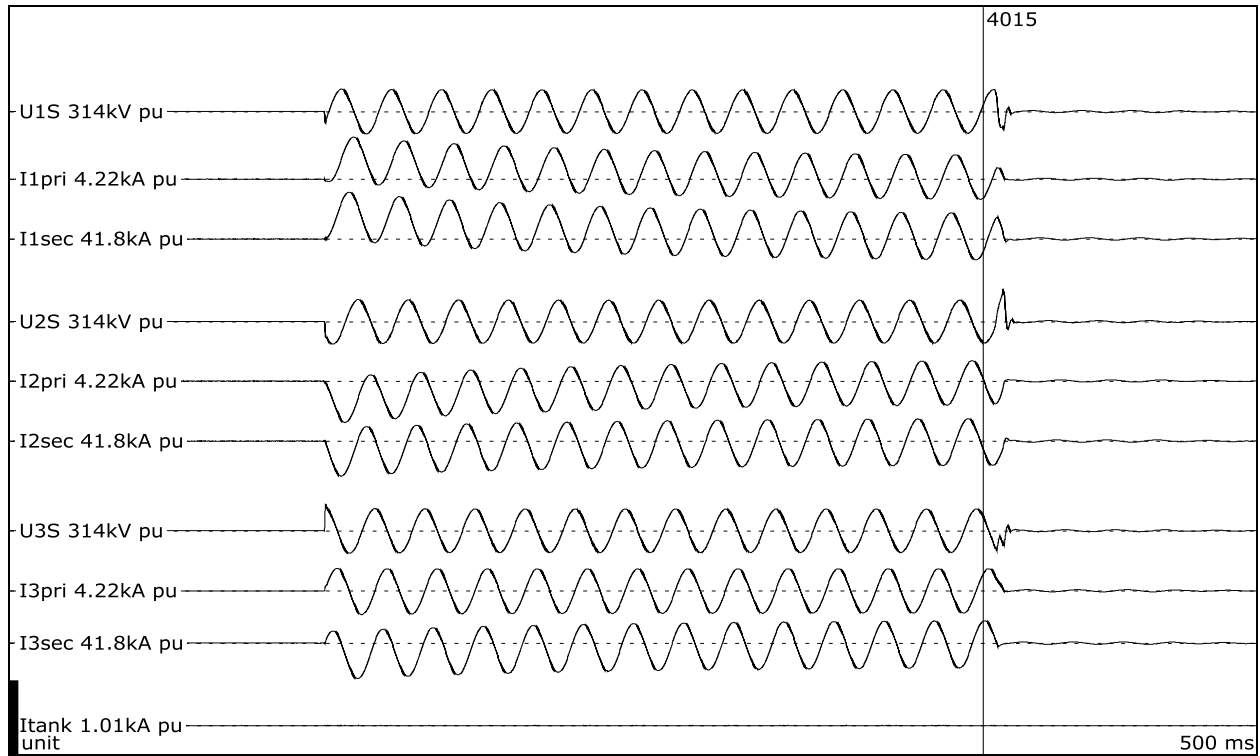 4015
U1S 314kV pu
I1pri 4.22kA pu
I1sec 41.8kA pu
U2S 314kV pu
I2pri 4.22kA pu
I2sec 41.8kA pu
U3S 314kV pu
I3pri 4.22kA pu
I3sec 41.8kA pu
Itank 1.01kA pu
unit
500 ms